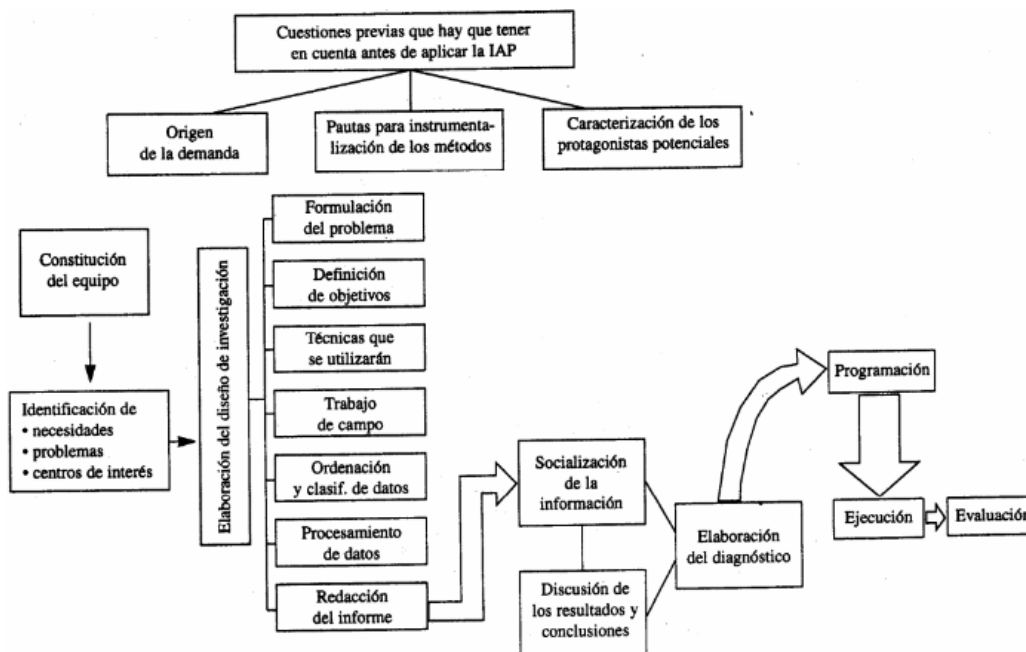 Cuestiones previas que hay que tener
en cuenta antes de aplicar la IAP
Origen
de la demanda
Pautas para instrumenta-
lización de los métodos
Caracterización de los
protagonistas potenciales
Constitución
del equipo
Identificación de
• necesidades
• problemas
• centros de interés
Elaboración del diseño de investigación
Formulación
del problema
Definición
de objetivos
Técnicas que
se utilizarán
Trabajo
de campo
Ordenación
y clasif. de datos
Procesamiento
de datos
Redacción
del informe
Socialización
de la
información
Discusión de
los resultados y
conclusiones
Elaboración
del diagnóstico
Programación
Ejecución
Evaluación